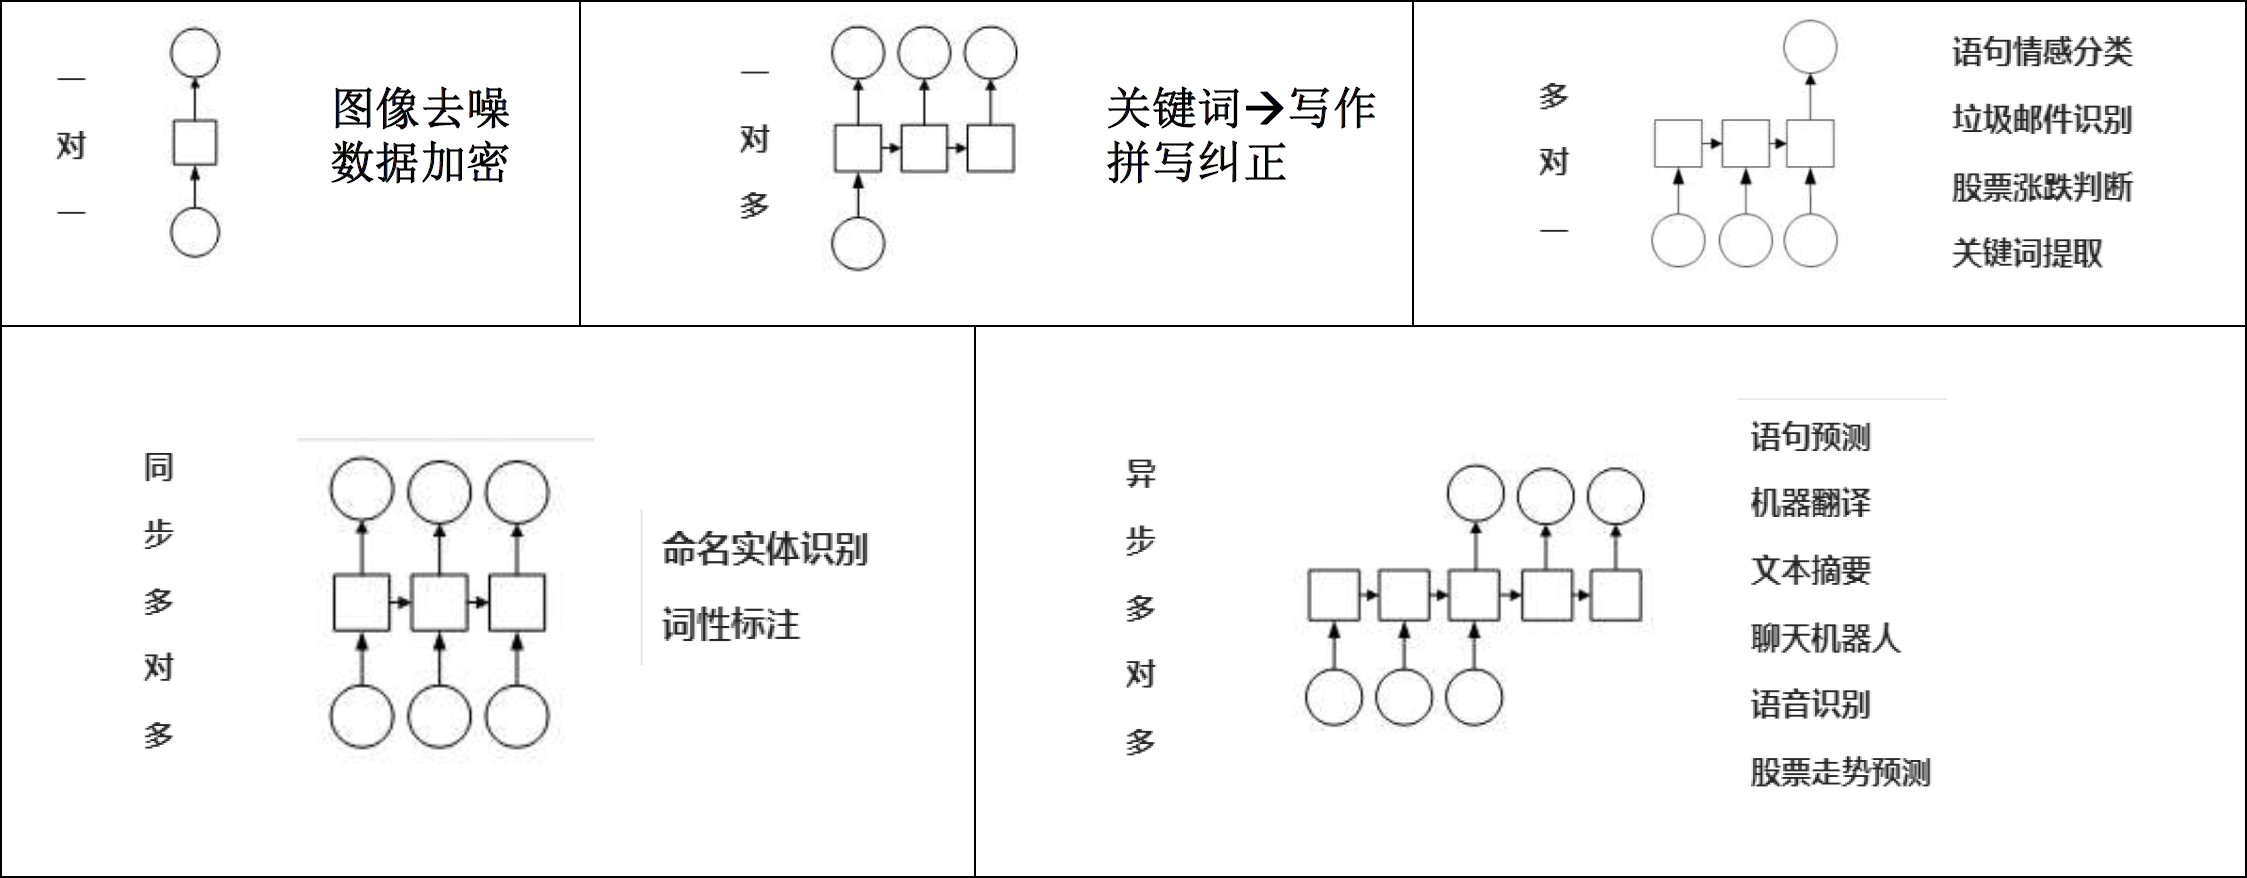 一对一
图像去噪
数据加密
一对多
关键词→写作
拼写纠正
多对一
语句情感分类
垃圾邮件识别
股票涨跌判断
关键词提取
同步多对多
命名实体识别
词性标注
异步多对多
语句预测
机器翻译
文本摘要
聊天机器人
语音识别
股票走势预测